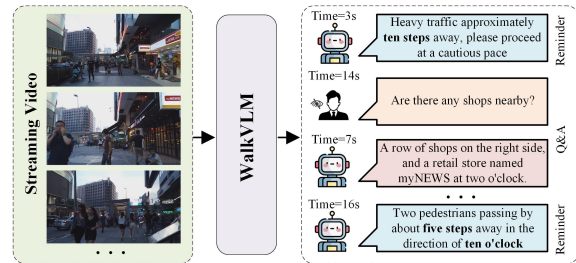 Streaming Video
WalkVLM
Time=3s
Heavy traffic approximately
ten steps away, please proceed
at a cautious pace
Reminder
Time=14s
Are there any shops nearby?
Q&A
Time=7s
A row of shops on the right side,
and a retail store named
myNEWS at two o'clock.
Time=16s
Two pedestrians passing by
about five steps away in the
direction of ten o'clock
Reminder